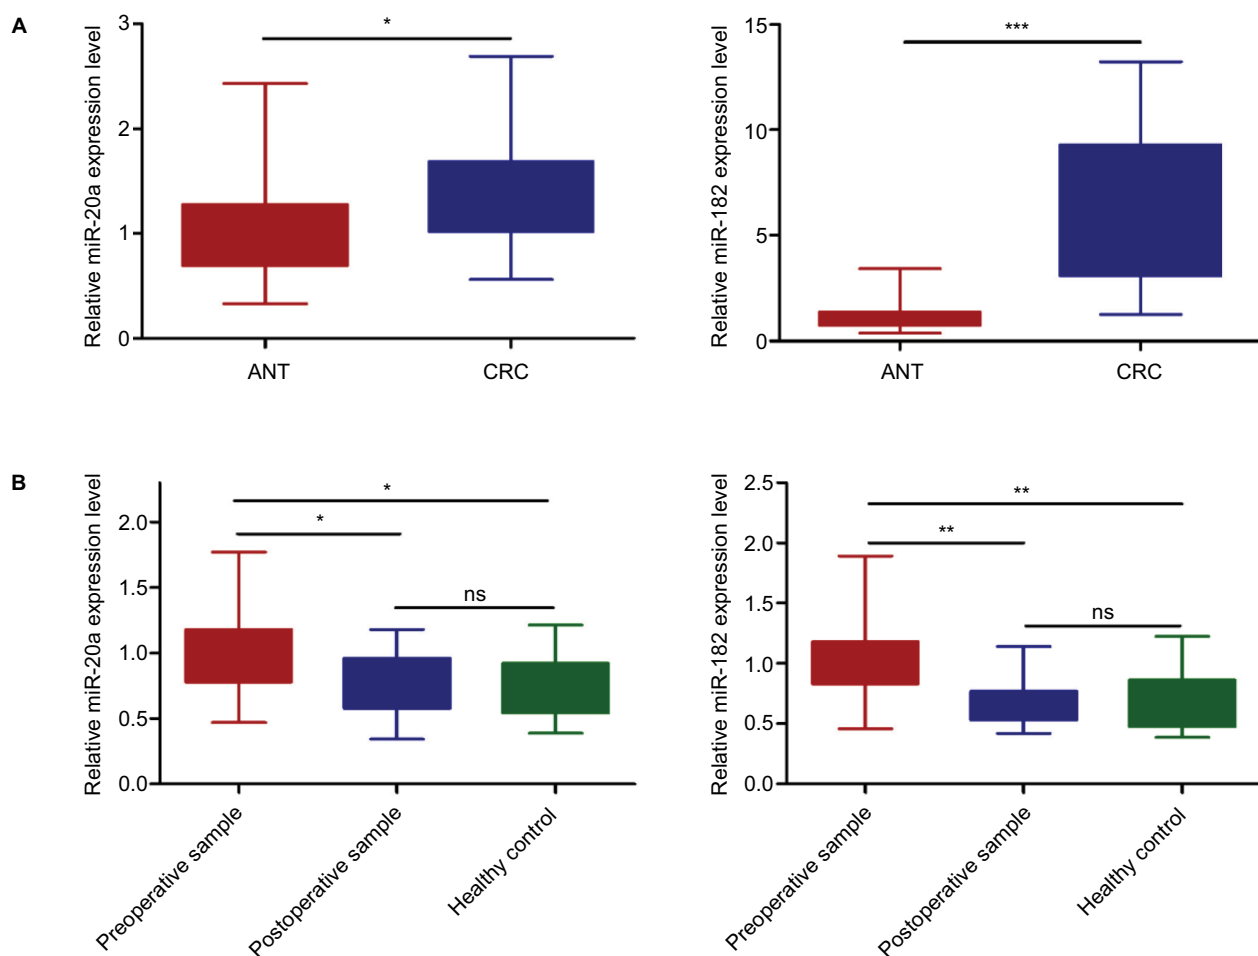 A
Relative miR-20a expression level
3
2
1
0
*
ANT
CRC
Relative miR-182 expression level
15
10
5
0
***
ANT
CRC
B
Relative miR-20a expression level
2.0
1.5
1.0
0.5
0.0
*
*
ns
Preoperative sample
Postoperative sample
Healthy control
Relative miR-182 expression level
2.5
2.0
1.5
1.0
0.5
0.0
**
**
ns
Preoperative sample
Postoperative sample
Healthy control